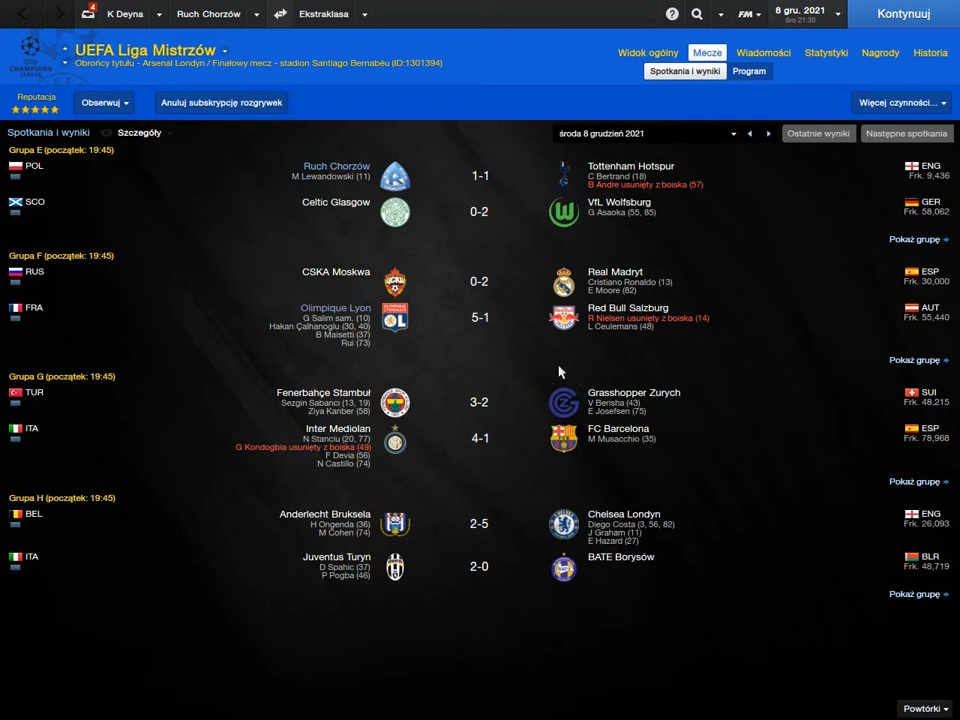 4 K Deyna Ruch Chorzów Ekstraklasa ? FM 8 gru. 2021 Kontynuuj
Śro 21:30
UEFA Liga Mistrzów
Obrońcy tytułu - Arsenal Londyn / Finałowy mecz - stadion Santiago Bernabéu (ID:1301394)
Widok ogólny Mecze Wiadomości Statystyki Nagrody Historia
Spotkania i wyniki Program
CHAMPIONS LEAGUE
Reputacja
Obserwuj Anuluj subskrypcję rozgrywek Więcej czynności...
Spotkania i wyniki Szczegóły środa 8 grudzień 2021 Ostatnie wyniki Następne spotkania
Grupa E (początek: 19:45)
POL Ruch Chorzów 1-1 Tottenham Hotspur ENG
M Lewandowski (11) C Bertrand (18) Frk. 9,436
B Andre usunięty z boiska (57)
SCO Celtic Glasgow 0-2 VfL Wolfsburg GER
G Asaoka (55, 85) Frk. 58,062
Pokaż grupę
Grupa F (początek: 19:45)
RUS CSKA Moskwa 0-2 Real Madryt ESP
Cristiano Ronaldo (13) Frk. 30,000
E Moore (82)
FRA Olimpique Lyon 5-1 Red Bull Salzburg AUT
G Salim sam. (10) R Nielsen usunięty z boiska (14) Frk. 55,440
Hakan Çalhanoglu (30, 40) L Ceulemans (48)
B Maisetti (37)
Rui (73)
Pokaż grupę
Grupa G (początek: 19:45)
TUR Fenerbahçe Stambuł 3-2 Grasshopper Zurych SUI
Sezgin Sabanci (13, 19) V Berisha (43) Frk. 48,215
Ziya Kanber (58) E Josefsen (75)
ITA Inter Mediolan 4-1 FC Barcelona ESP
N Stanciu (20, 77) M Musacchio (35) Frk. 78,968
G Kondogbia usunięty z boiska (49)
F Devia (56)
N Castillo (74)
Pokaż grupę
Grupa H (początek: 19:45)
BEL Anderlecht Bruksela 2-5 Chelsea Londyn ENG
H Ongenda (36) Diego Costa (3, 56, 82) Frk. 26,093
M Cohen (74) J Graham (11)
E Hazard (27)
ITA Juventus Turyn 2-0 BATE Borysów BLR
D Spahic (37) Frk. 48,719
P Pogba (46)
Pokaż grupę
Powtórki